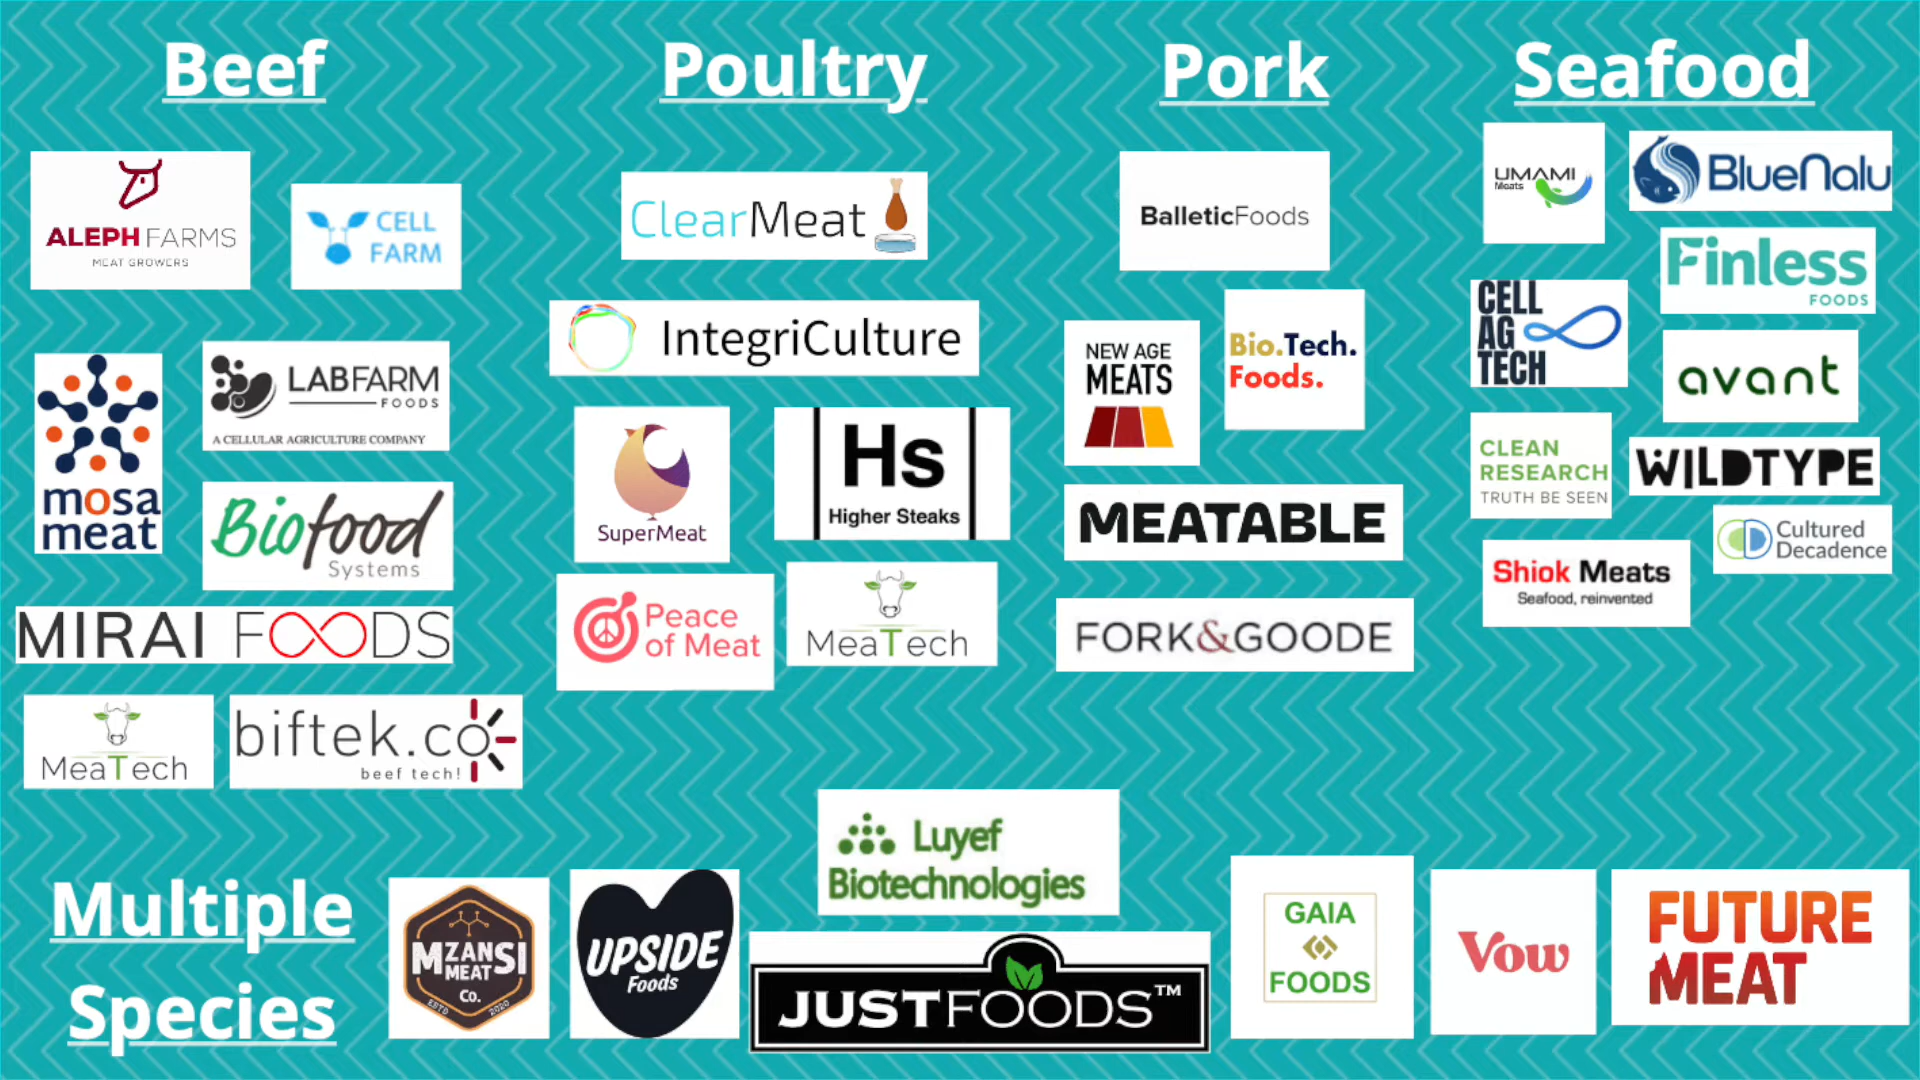 Beef
ALEPH FARMS
MEAT GROWERS
CELL
FARM
mosa
meat
LABFARM
FOODS
A CELLULAR AGRICULTURE COMPANY
Biofood
Systems
MIRAI FOODS
MeaTech
biftek.co
beef tech!
Poultry
ClearMeat
IntegriCulture
SuperMeat
Hs
Higher Steaks
Peace
of Meat
MeaTech
Pork
BalleticFoods
NEW AGE
MEATS
Bio.Tech.
Foods.
MEATABLE
FORK&GOODE
Seafood
UMAMI
Meats
BlueNalu
Finless
FOODS
CELL
AG
TECH
avant
CLEAN
RESEARCH
TRUTH BE SEEN
WILDTYPE
Cultured
Decadence
Shiok Meats
Seafood, reinvented
Multiple
Species
MZANSI
MEAT
Co.
ESTD 2020
UPSIDE
Foods
Luyef
Biotechnologies
JUSTFOODS™
GAIA
FOODS
Vow
FUTURE
MEAT